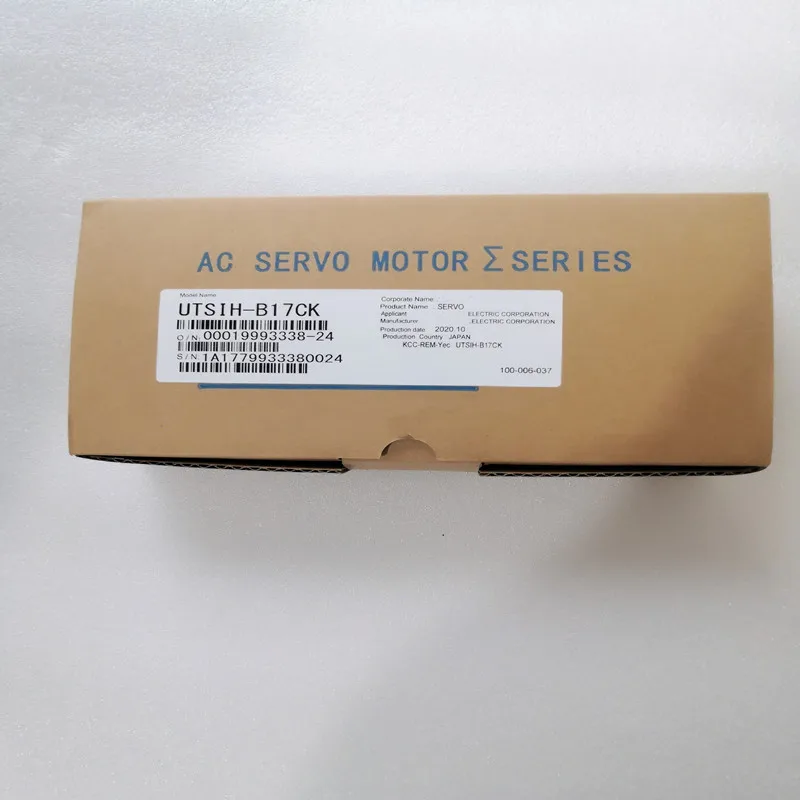 AC SERVO MOTOR Σ SERIES
Model Name
UTSIH-B17CK
O/N. 00019993338-24
S/N. 1A1779933380024
Corporate Name
Product Name : SERVO
Applicant ELECTRIC CORPORATION
Manufacturer .ELECTRIC CORPORATION
Production date 2020.10
Production Country :JAPAN
KCC-REM-Yec UTSIH-B17CK
100-006-037